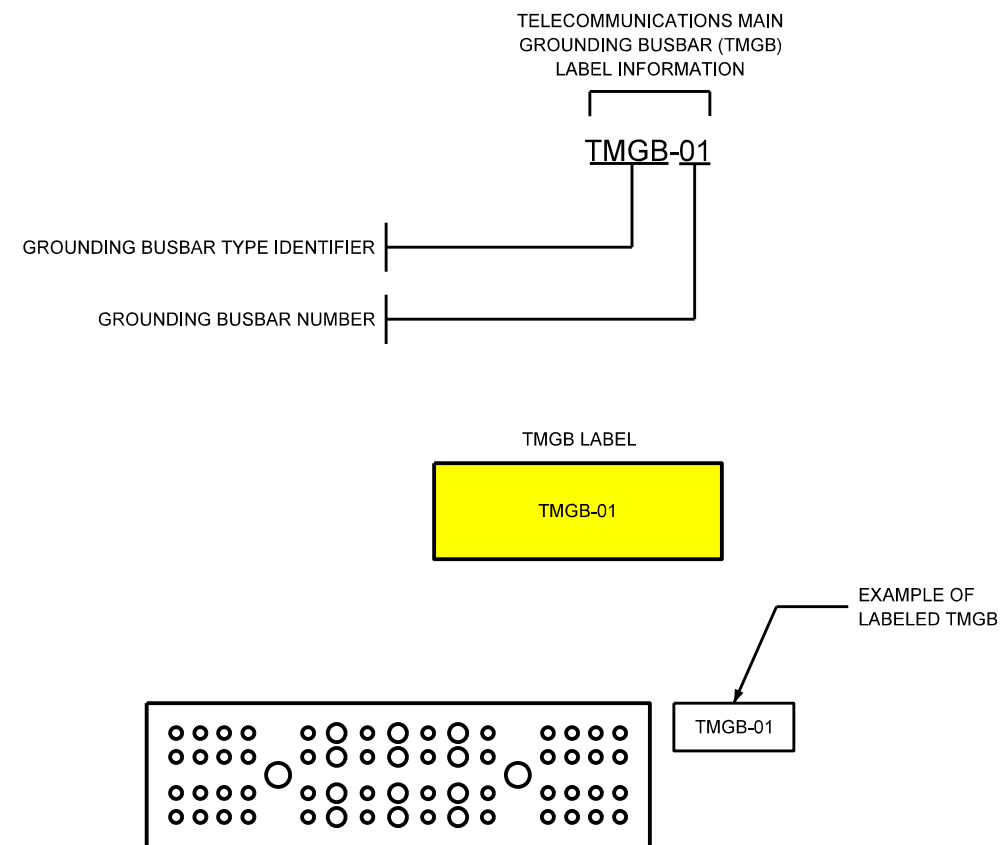 TELECOMMUNICATIONS MAIN
GROUNDING BUSBAR (TMGB)
LABEL INFORMATION
TMGB-01
GROUNDING BUSBAR TYPE IDENTIFIER
GROUNDING BUSBAR NUMBER
TMGB LABEL
TMGB-01
EXAMPLE OF
LABELED TMGB
TMGB-01